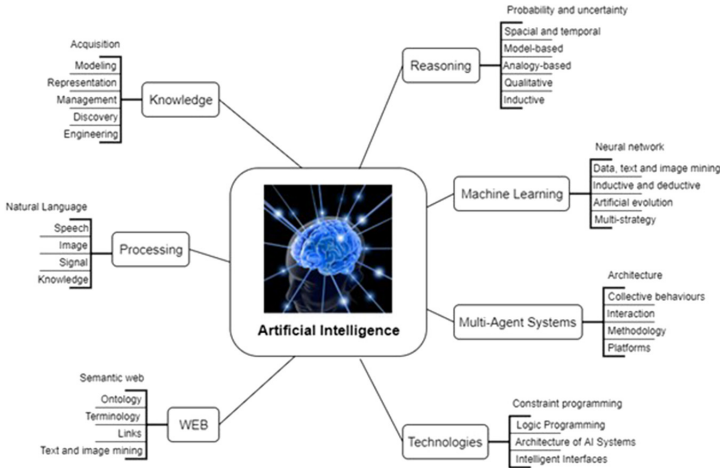 Acquisition
Modeling
Representation
Management
Discovery
Engineering
Knowledge
Probability and uncertainty
Spacial and temporal
Model-based
Analogy-based
Qualitative
Inductive
Reasoning
Natural Language
Speech
Image
Signal
Knowledge
Processing
Artificial Intelligence
Neural network
Data, text and image mining
Inductive and deductive
Artificial evolution
Multi-strategy
Machine Learning
Architecture
Collective behaviours
Interaction
Methodology
Platforms
Multi-Agent Systems
Semantic web
Ontology
Terminology
Links
Text and image mining
WEB
Constraint programming
Logic Programming
Architecture of AI Systems
Intelligent Interfaces
Technologies